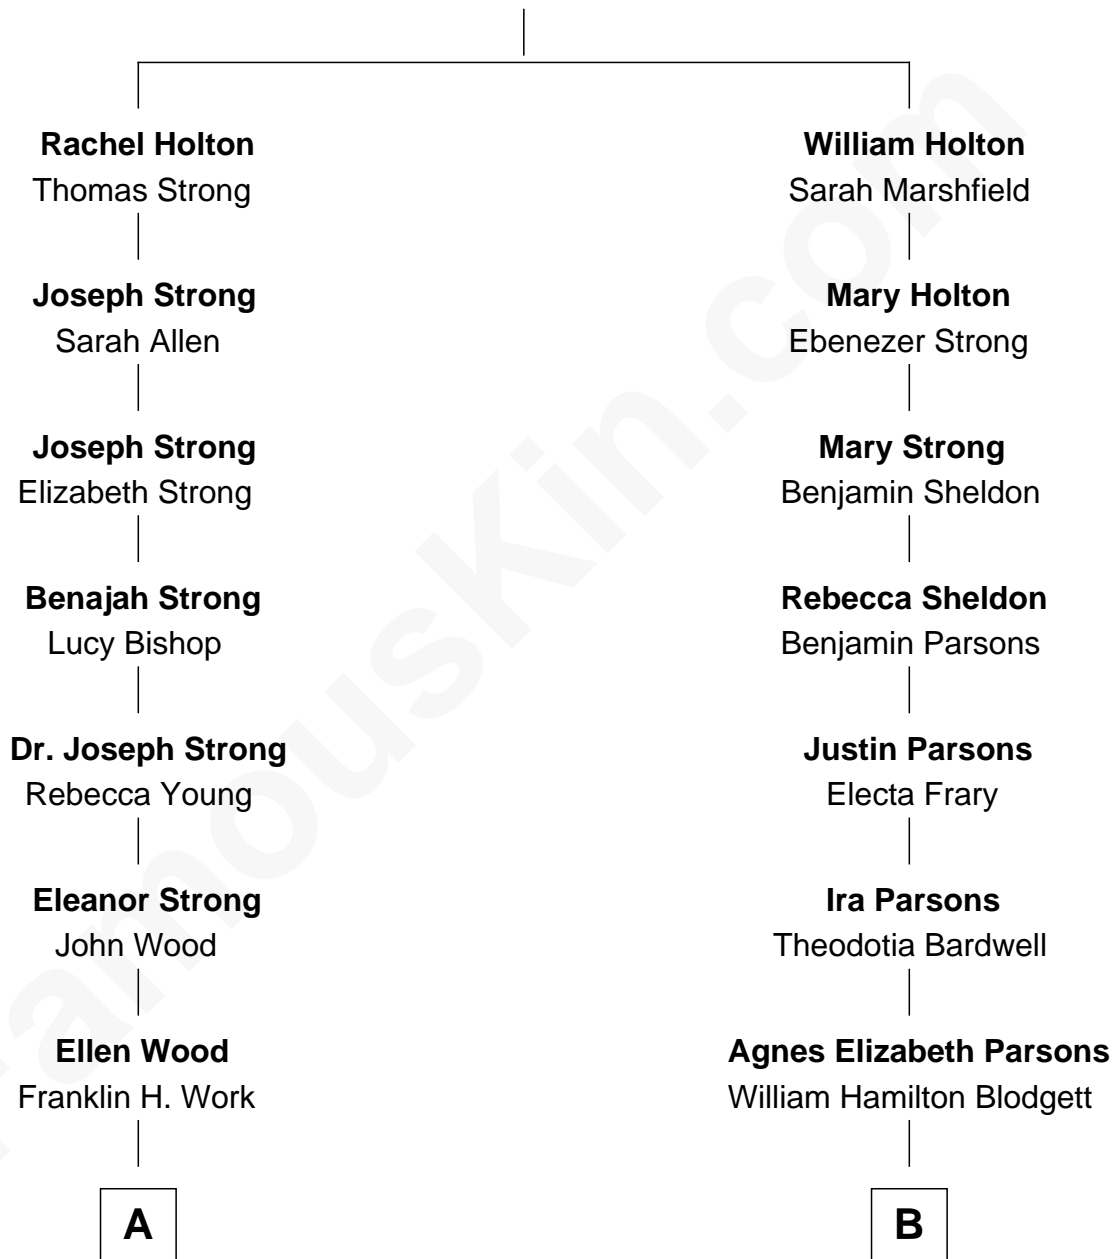 Rachel Holton
Thomas Strong
William Holton
Sarah Marshfield
Joseph Strong
Sarah Allen
Mary Holton
Ebenezer Strong
Joseph Strong
Elizabeth Strong
Mary Strong
Benjamin Sheldon
Benajah Strong
Lucy Bishop
Rebecca Sheldon
Benjamin Parsons
Dr. Joseph Strong
Rebecca Young
Justin Parsons
Electa Frary
Eleanor Strong
John Wood
Ira Parsons
Theodotia Bardwell
Ellen Wood
Franklin H. Work
Agnes Elizabeth Parsons
William Hamilton Blodgett
A
B
FamousKin.com